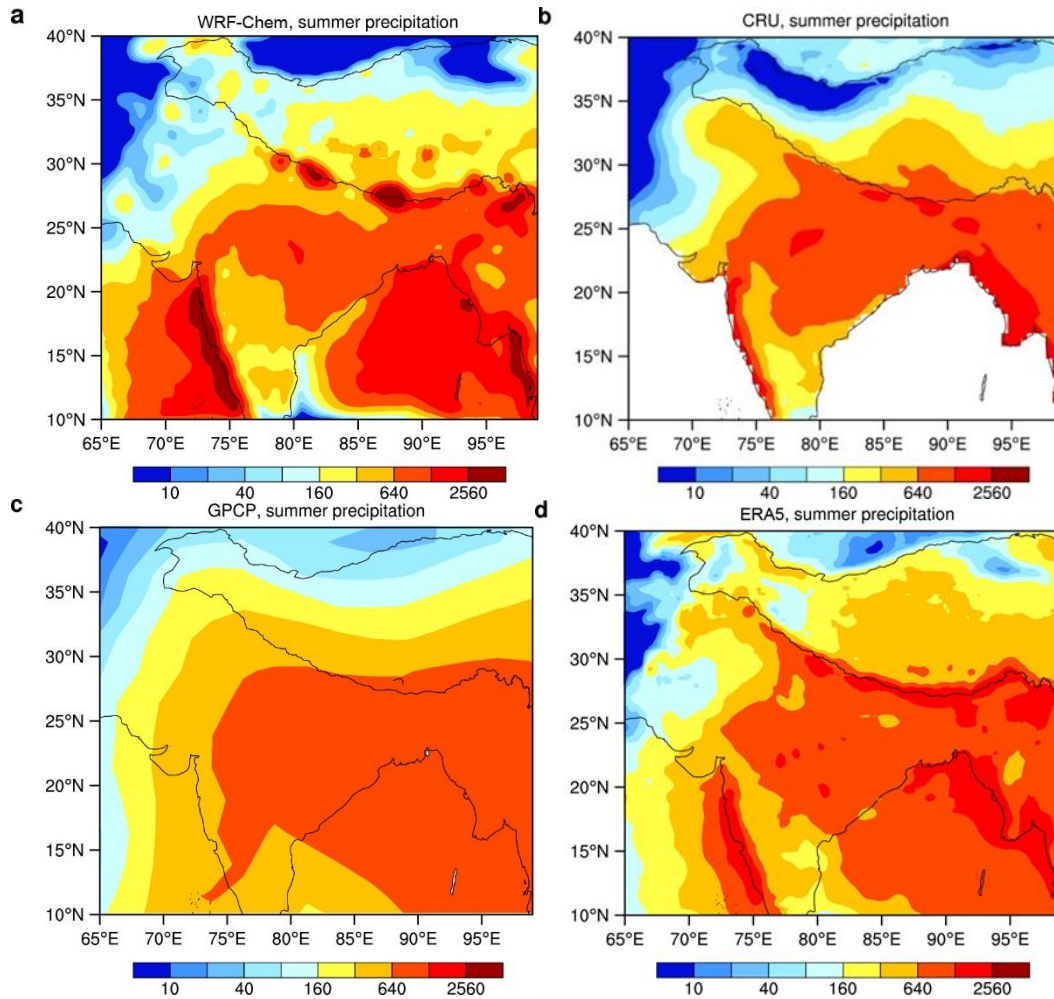 a
WRF-Chem, summer precipitation
40°N
35°N
30°N
25°N
20°N
15°N
10°N
65°E 70°E 75°E 80°E 85°E 90°E 95°E
10 40 160 640 2560
b
CRU, summer precipitation
40°N
35°N
30°N
25°N
20°N
15°N
10°N
65°E 70°E 75°E 80°E 85°E 90°E 95°E
10 40 160 640 2560
c
GPCP, summer precipitation
40°N
35°N
30°N
25°N
20°N
15°N
10°N
65°E 70°E 75°E 80°E 85°E 90°E 95°E
10 40 160 640 2560
d
ERA5, summer precipitation
40°N
35°N
30°N
25°N
20°N
15°N
10°N
65°E 70°E 75°E 80°E 85°E 90°E 95°E
10 40 160 640 2560